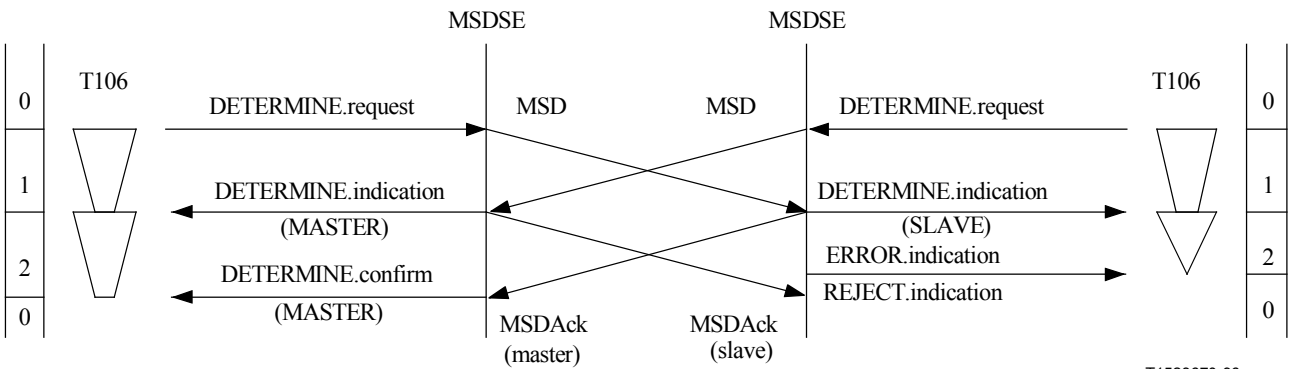 MSDSE MSDSE
T106 T106
0 0
DETERMINE.request MSD MSD DETERMINE.request
1 DETERMINE.indication DETERMINE.indication 1
(MASTER) (SLAVE)
2 DETERMINE.confirm ERROR.indication 2
(MASTER) REJECT.indication
0 0
MSDAck MSDAck
(master) (slave)